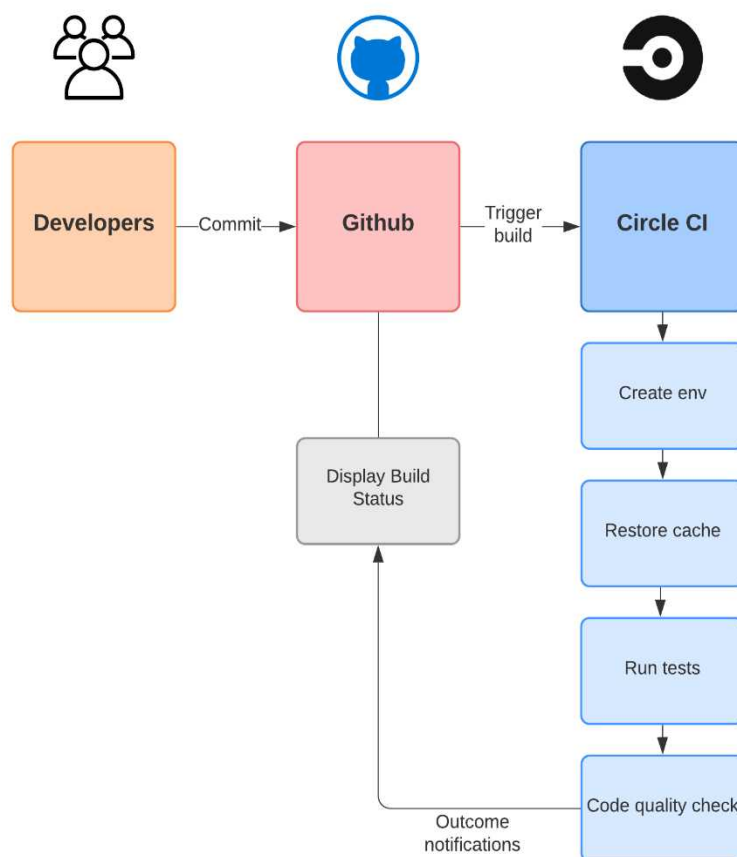 Developers
Commit
Github
Trigger
build
Circle CI
Create env
Display Build
Status
Restore cache
Run tests
Code quality check
Outcome
notifications